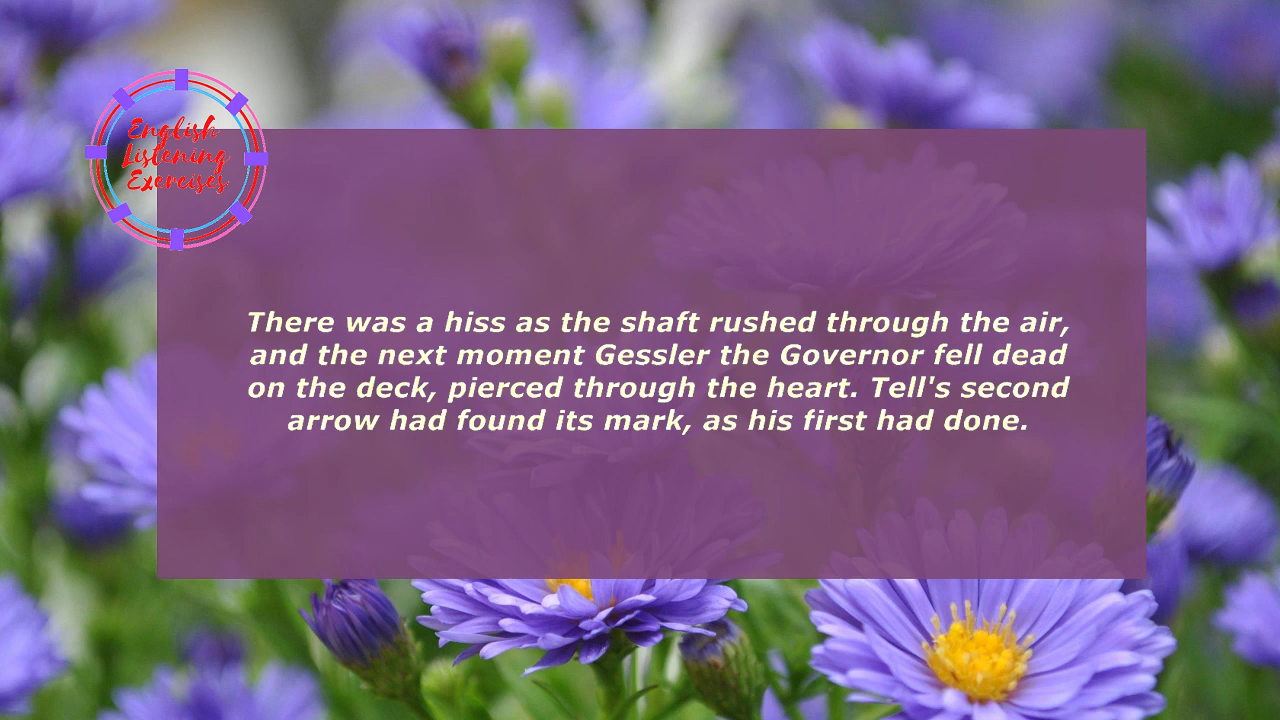 English
Listening
Exercises
There was a hiss as the shaft rushed through the air,
and the next moment Gessler the Governor fell dead
on the deck, pierced through the heart. Tell's second
arrow had found its mark, as his first had done.